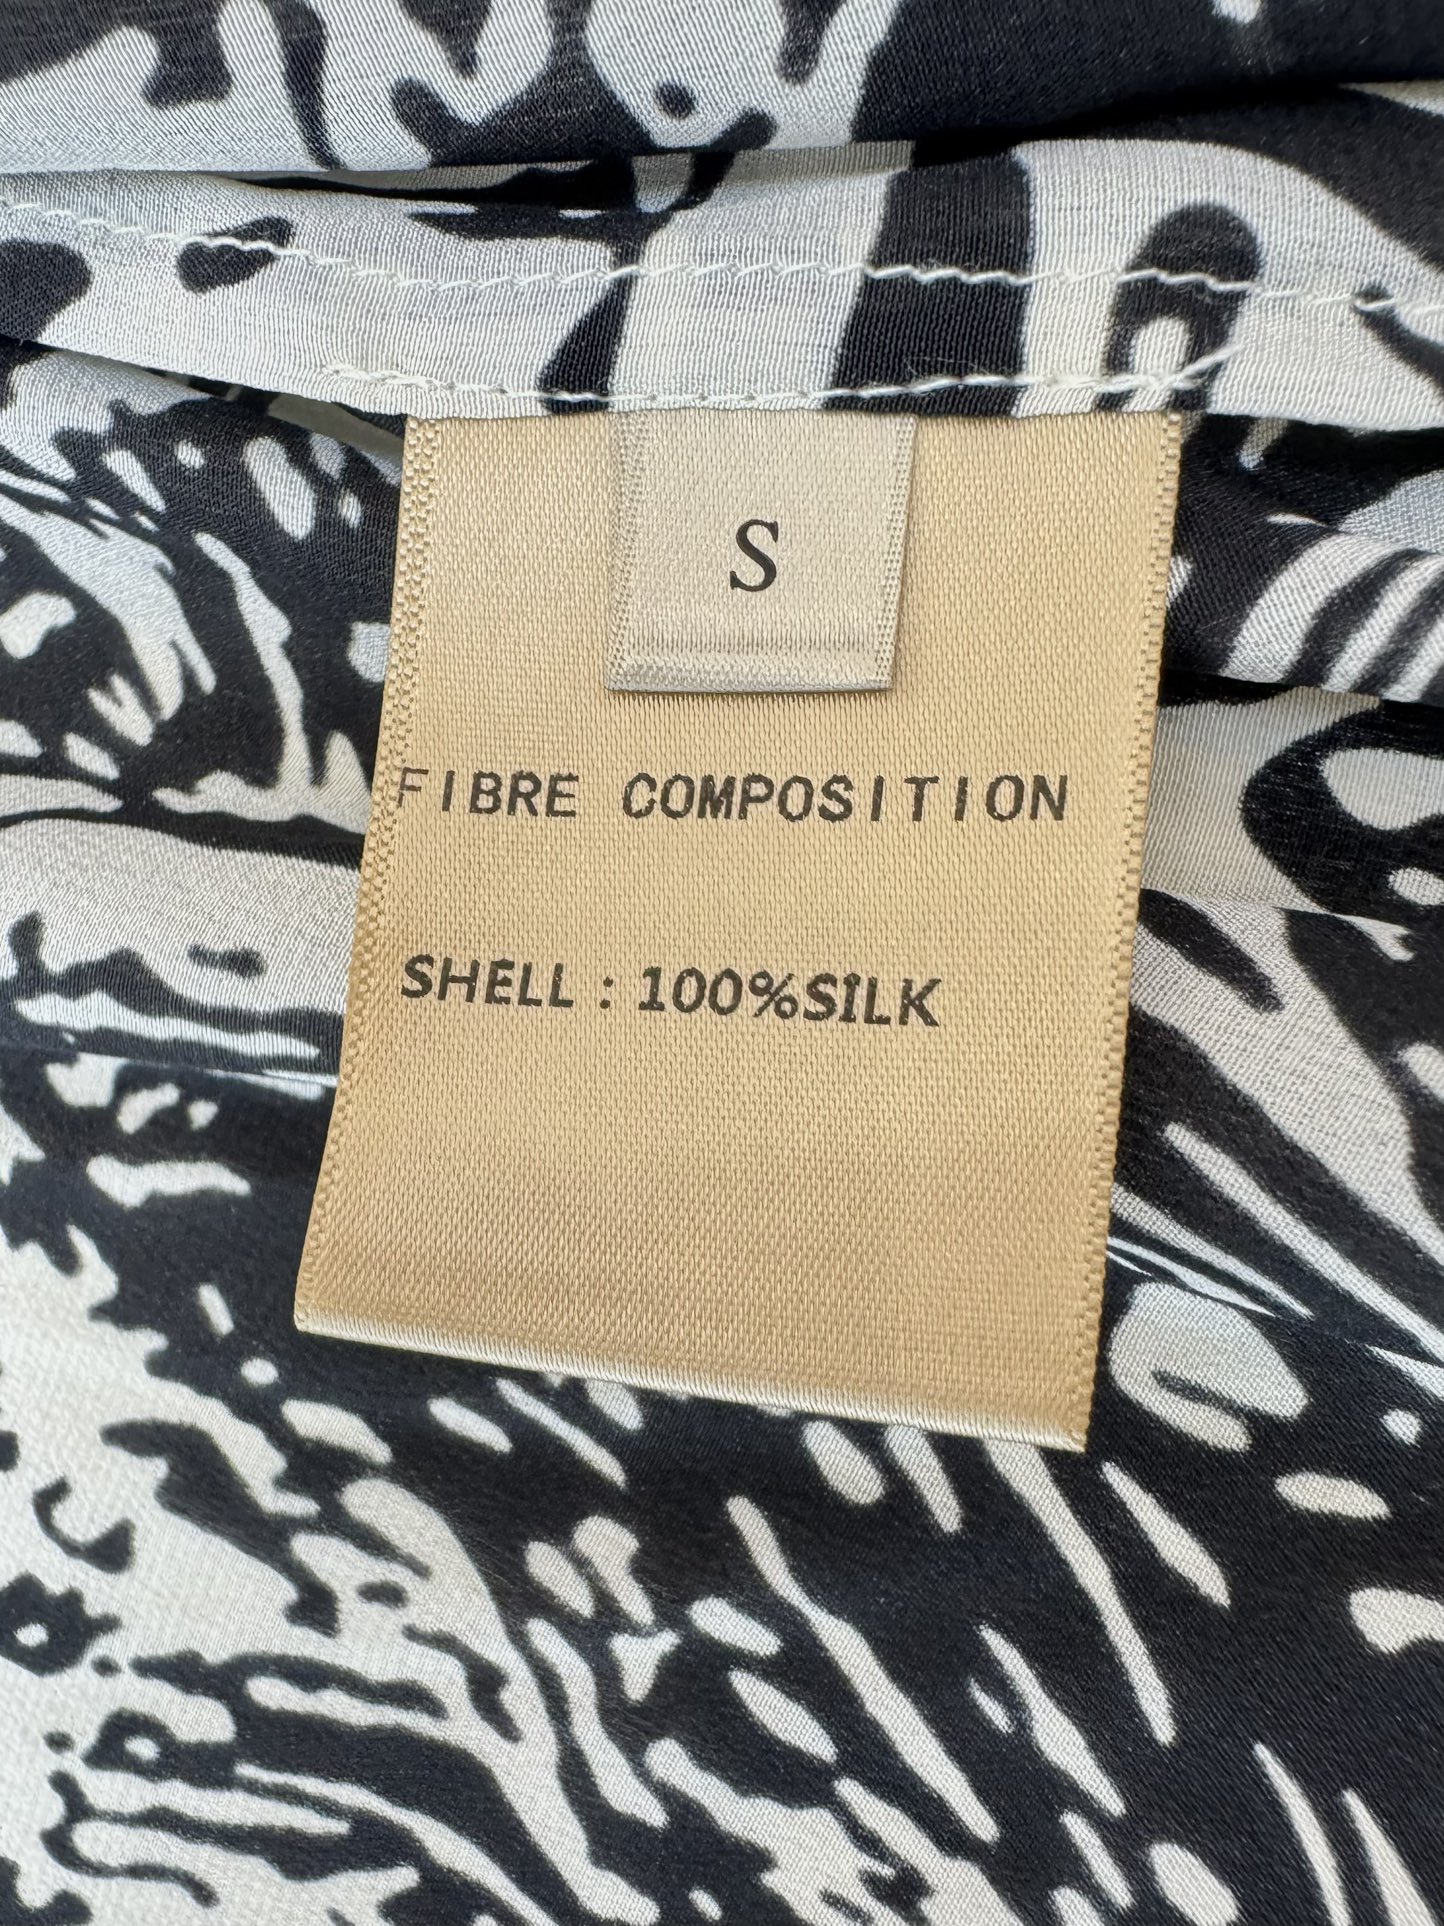 S
FIBRE COMPOSITION
SHELL : 100%SILK